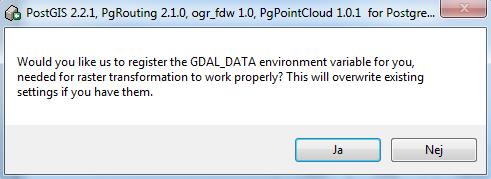 PostGIS 2.2.1, PgRouting 2.1.0, ogr_fdw 1.0, PgPointCloud 1.0.1 for Postgre...
Would you like us to register the GDAL_DATA environment variable for you,
needed for raster transformation to work properly? This will overwrite existing
settings if you have them.
Ja
Nej